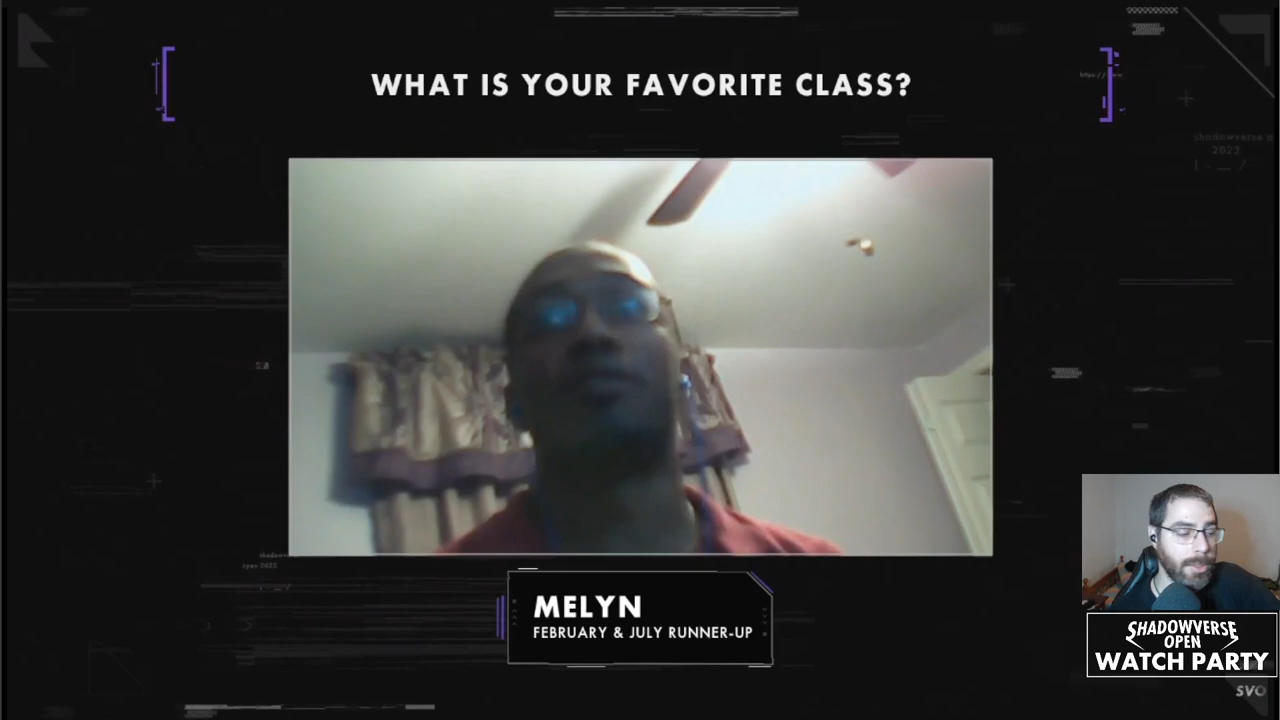 WHAT IS YOUR FAVORITE CLASS?
MELYN
FEBRUARY & JULY RUNNER-UP
SHADOWVERSE
OPEN
WATCH PARTY
SVO